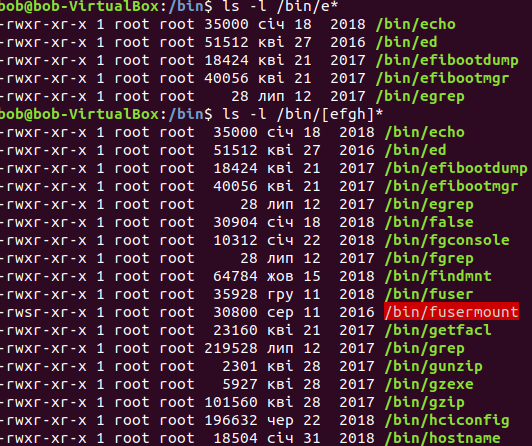 bob@bob-VirtualBox:/bin$ ls -l /bin/e*
-rwxr-xr-x 1 root root 35000 січ 18  2018 /bin/echo
-rwxr-xr-x 1 root root 51512 кві 27  2016 /bin/ed
-rwxr-xr-x 1 root root 18424 кві 21  2017 /bin/efibootdump
-rwxr-xr-x 1 root root 40056 кві 21  2017 /bin/efibootmgr
-rwxr-xr-x 1 root root    28 лип 12  2017 /bin/egrep
bob@bob-VirtualBox:/bin$ ls -l /bin/[efgh]*
-rwxr-xr-x 1 root root  35000 січ 18  2018 /bin/echo
-rwxr-xr-x 1 root root  51512 кві 27  2016 /bin/ed
-rwxr-xr-x 1 root root  18424 кві 21  2017 /bin/efibootdump
-rwxr-xr-x 1 root root  40056 кві 21  2017 /bin/efibootmgr
-rwxr-xr-x 1 root root     28 лип 12  2017 /bin/egrep
-rwxr-xr-x 1 root root  30904 січ 18  2018 /bin/false
-rwxr-xr-x 1 root root  10312 січ 22  2018 /bin/fgconsole
-rwxr-xr-x 1 root root     28 лип 12  2017 /bin/fgrep
-rwxr-xr-x 1 root root  64784 жов 15  2018 /bin/findmnt
-rwxr-xr-x 1 root root  35928 гру 11  2018 /bin/fuser
-rwsr-xr-x 1 root root  30800 сер 11  2016 /bin/fusermount
-rwxr-xr-x 1 root root  23160 кві 21  2017 /bin/getfacl
-rwxr-xr-x 1 root root 219528 лип 12  2017 /bin/grep
-rwxr-xr-x 1 root root   2301 кві 28  2017 /bin/gunzip
-rwxr-xr-x 1 root root   5927 кві 28  2017 /bin/gzexe
-rwxr-xr-x 1 root root 101560 кві 28  2017 /bin/gzip
-rwxr-xr-x 1 root root 196632 чер 22  2018 /bin/hciconfig
-rwxr-xr-x 1 root root  18504 січ 31  2018 /bin/hostname